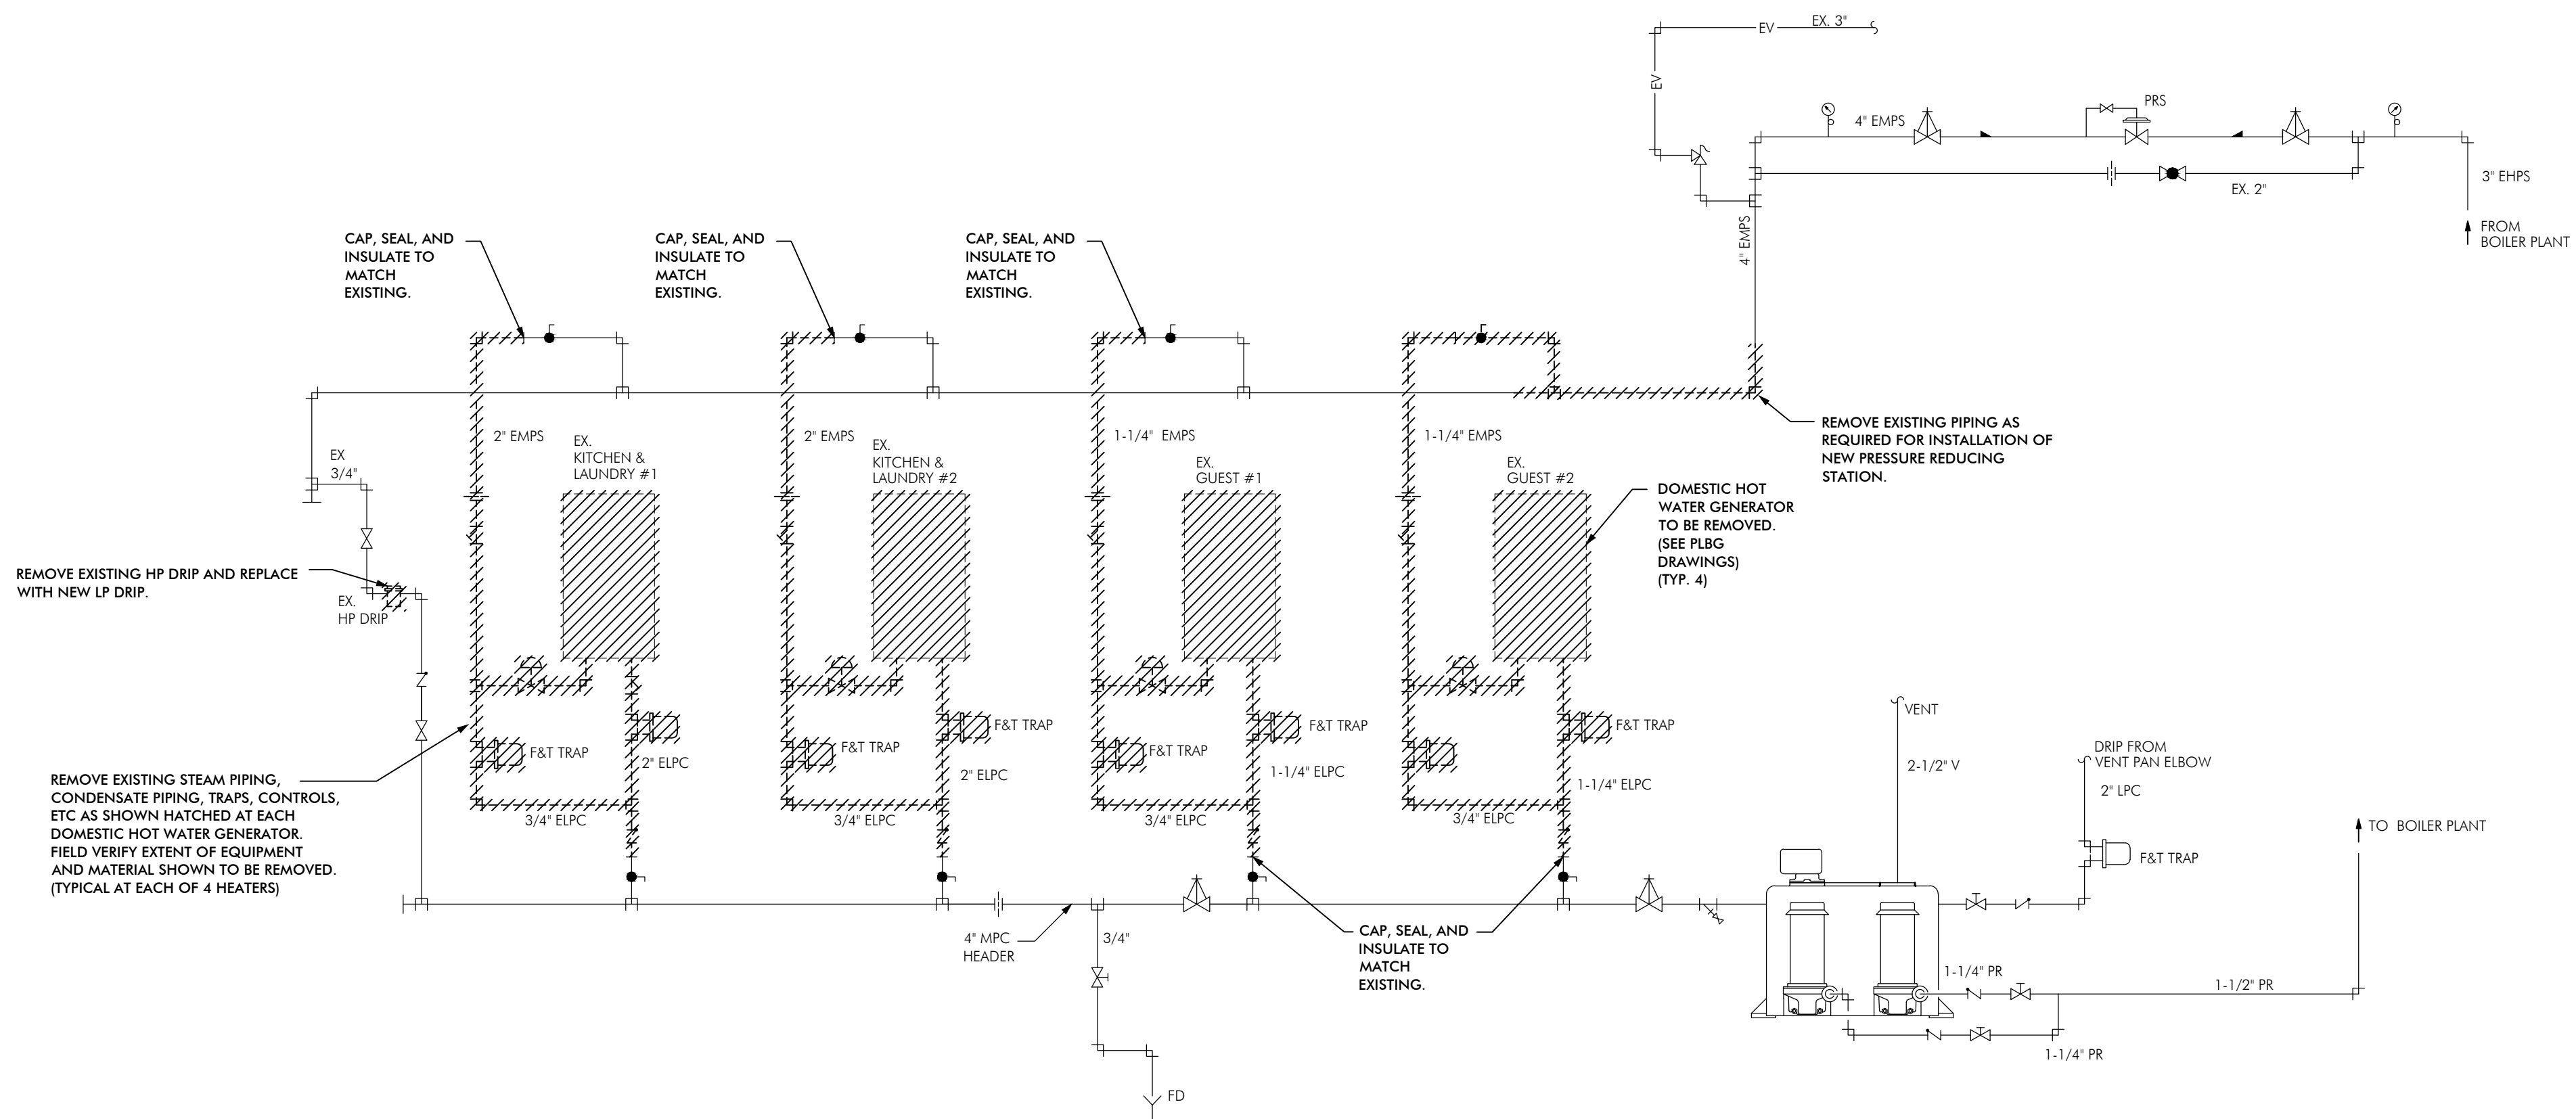 EV
EX. 3"
EV
PRS
4" EMPS
EX. 2"
3" EHPS
FROM
BOILER PLANT
4" EMPS
CAP, SEAL, AND
INSULATE TO
MATCH
EXISTING.
CAP, SEAL, AND
INSULATE TO
MATCH
EXISTING.
CAP, SEAL, AND
INSULATE TO
MATCH
EXISTING.
2" EMPS
EX.
KITCHEN &
LAUNDRY #1
2" EMPS
EX.
KITCHEN &
LAUNDRY #2
1-1/4" EMPS
EX.
GUEST #1
1-1/4" EMPS
EX.
GUEST #2
REMOVE EXISTING PIPING AS
REQUIRED FOR INSTALLATION OF
NEW PRESSURE REDUCING
STATION.
DOMESTIC HOT
WATER GENERATOR
TO BE REMOVED.
(SEE PLBG
DRAWINGS)
(TYP. 4)
EX
3/4"
REMOVE EXISTING HP DRIP AND REPLACE
WITH NEW LP DRIP.
EX.
HP DRIP
F&T TRAP
2" ELPC
F&T TRAP
F&T TRAP
2" ELPC
F&T TRAP
F&T TRAP
1-1/4" ELPC
F&T TRAP
1-1/4" ELPC
3/4" ELPC
3/4" ELPC
3/4" ELPC
3/4" ELPC
REMOVE EXISTING STEAM PIPING,
CONDENSATE PIPING, TRAPS, CONTROLS,
ETC AS SHOWN HATCHED AT EACH
DOMESTIC HOT WATER GENERATOR.
FIELD VERIFY EXTENT OF EQUIPMENT
AND MATERIAL SHOWN TO BE REMOVED.
(TYPICAL AT EACH OF 4 HEATERS)
VENT
2-1/2" V
DRIP FROM
VENT PAN ELBOW
2" LPC
F&T TRAP
TO BOILER PLANT
4" MPC
HEADER
3/4"
CAP, SEAL, AND
INSULATE TO
MATCH
EXISTING.
1-1/4" PR
1-1/2" PR
1-1/4" PR
FD